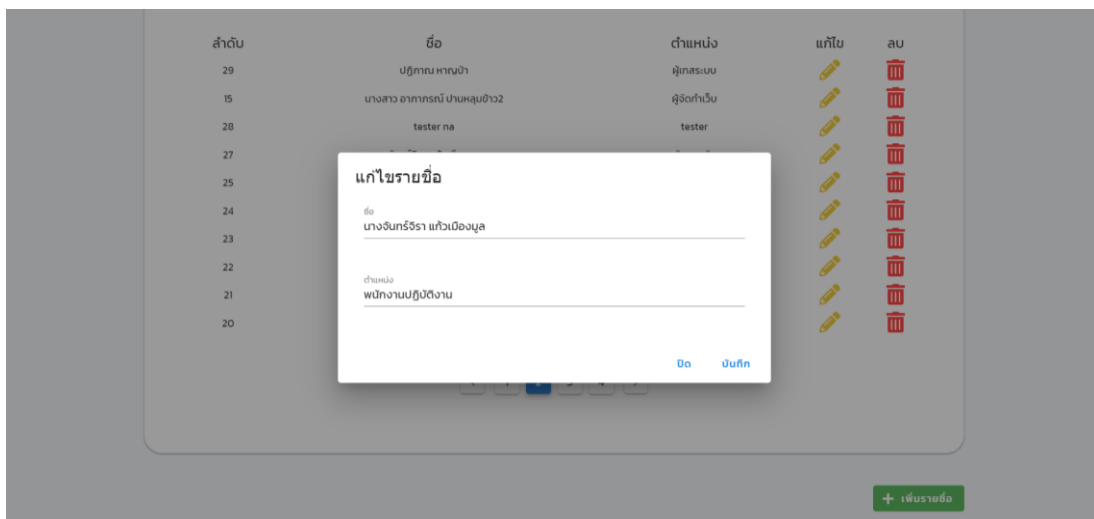 ลำดับ ชื่อ ตำแหน่ง แก้ไข ลบ
29 ปฏิภาณ หาญป่า ผู้เทสระบบ
15 นางสาว อาภาภรณ์ ปานหลุมข้าว2 ผู้จัดทำเว็บ
28 tester na tester
27
25
24
23
22
21
20
แก้ไขรายชื่อ
ชื่อ
นางจันทร์จิรา แก้วเมืองมูล
ตำแหน่ง
พนักงานปฏิบัติงาน
ปิด บันทึก
+ เพิ่มรายชื่อ